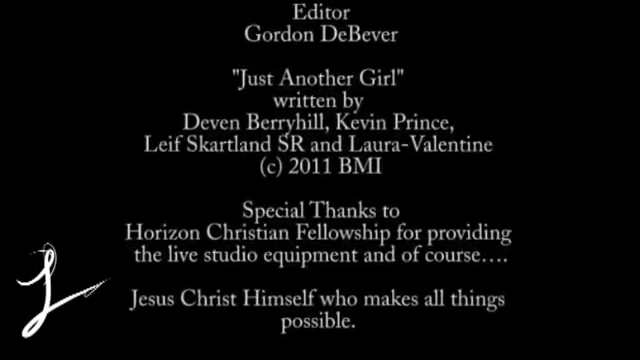 Editor
Gordon DeBever
"Just Another Girl"
written by
Deven Berryhill, Kevin Prince,
Leif Skartland SR and Laura-Valentine
(c) 2011 BMI
Special Thanks to
Horizon Christian Fellowship for providing
the live studio equipment and of course….
Jesus Christ Himself who makes all things
possible.